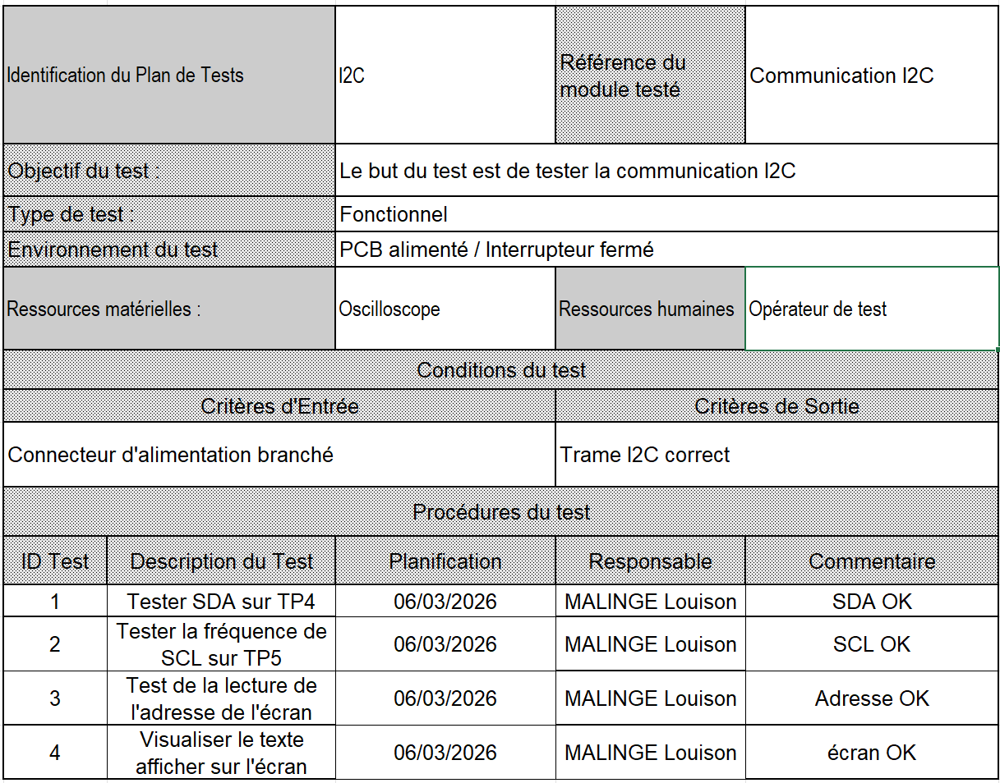 Identification du Plan de Tests
I2C
Référence du
module testé
Communication I2C
Objectif du test :
Le but du test est de tester la communication I2C
Type de test :
Fonctionnel
Environnement du test
PCB alimenté / Interrupteur fermé
Ressources matérielles :
Oscilloscope
Ressources humaines
Opérateur de test
Conditions du test
Critères d'Entrée
Critères de Sortie
Connecteur d'alimentation branché
Trame I2C correct
Procédures du test
ID Test
Description du Test
Planification
Responsable
Commentaire
1
Tester SDA sur TP4
06/03/2026
MALINGE Louison
SDA OK
2
Tester la fréquence de
SCL sur TP5
06/03/2026
MALINGE Louison
SCL OK
3
Test de la lecture de
l'adresse de l'écran
06/03/2026
MALINGE Louison
Adresse OK
4
Visualiser le texte
afficher sur l'écran
06/03/2026
MALINGE Louison
écran OK